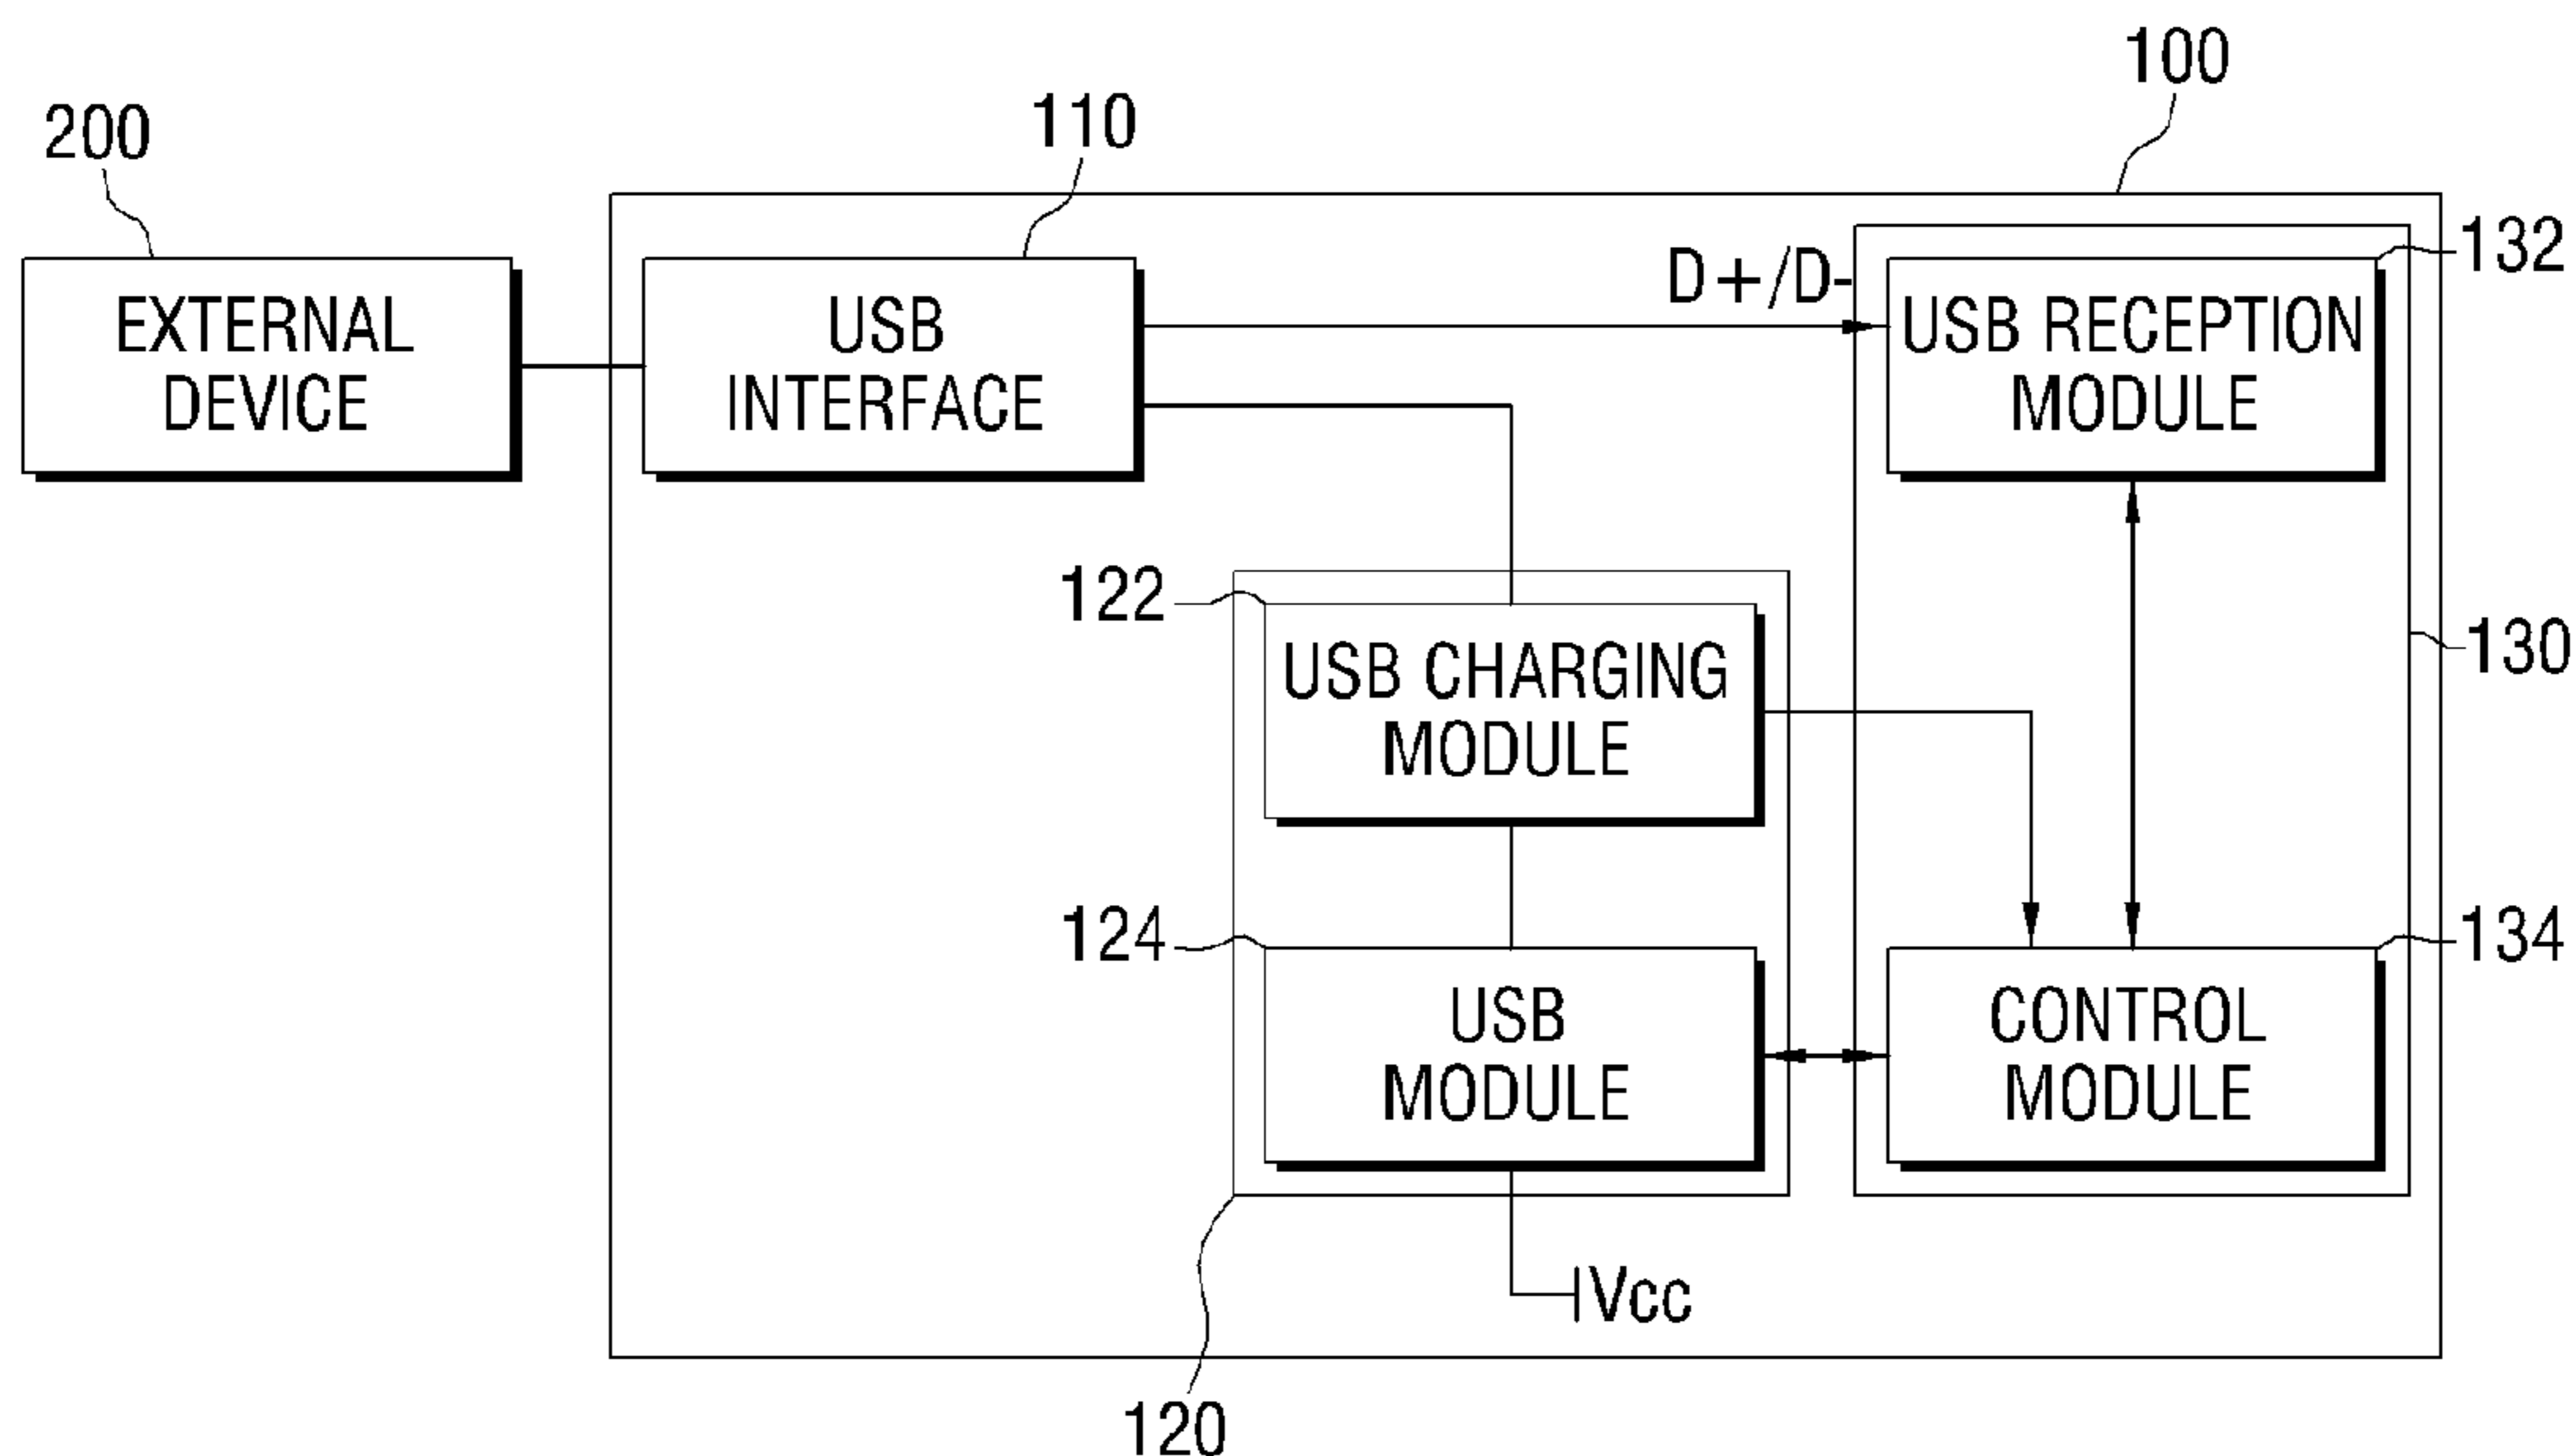 100
200
110
132
D+/D-
EXTERNAL
DEVICE
USB
INTERFACE
USB RECEPTION
MODULE
122
130
USB CHARGING
MODULE
124
134
USB
MODULE
CONTROL
MODULE
Vcc
120